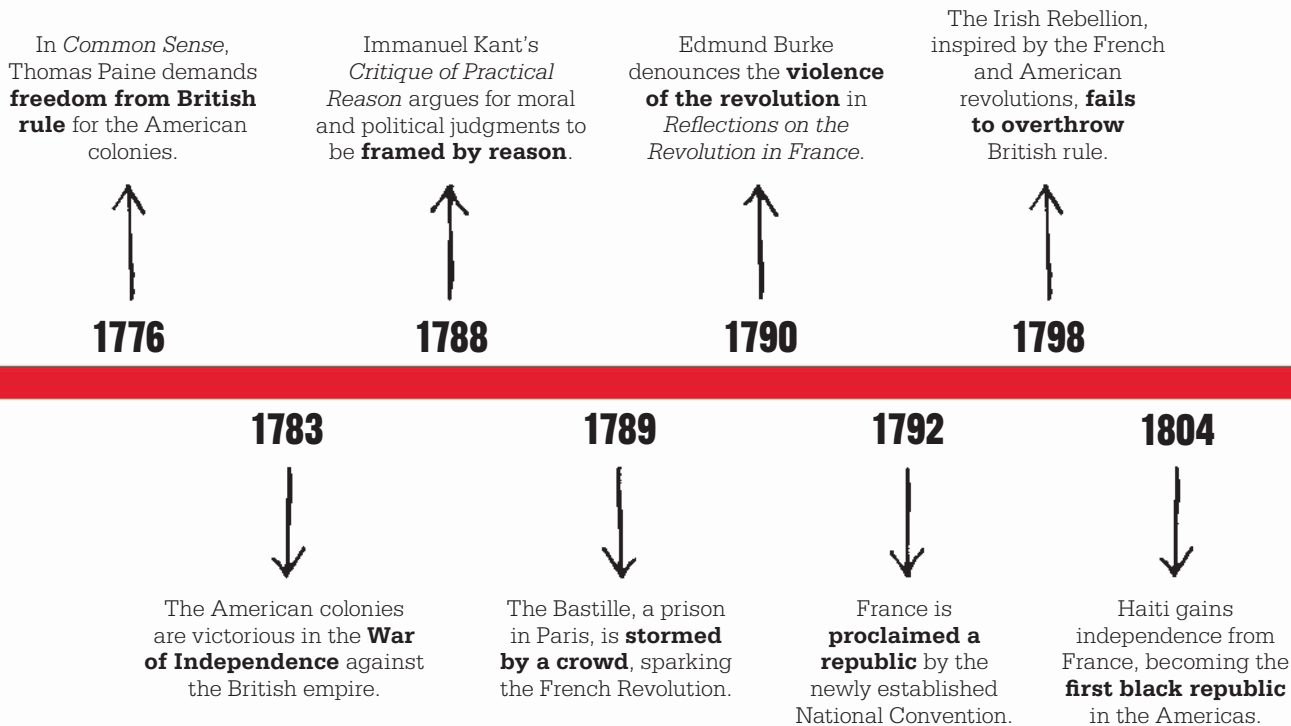 In Common Sense,
Thomas Paine demands
freedom from British
rule for the American
colonies.
1776
Immanuel Kant’s
Critique of Practical
Reason argues for moral
and political judgments to
be framed by reason.
1788
Edmund Burke
denounces the violence
of the revolution in
Reflections on the
Revolution in France.
1790
The Irish Rebellion,
inspired by the French
and American
revolutions, fails
to overthrow
British rule.
1798
1783
The American colonies
are victorious in the War
of Independence against
the British empire.
1789
The Bastille, a prison
in Paris, is stormed
by a crowd, sparking
the French Revolution.
1792
France is
proclaimed a
republic by the
newly established
National Convention.
1804
Haiti gains
independence from
France, becoming the
first black republic
in the Americas.